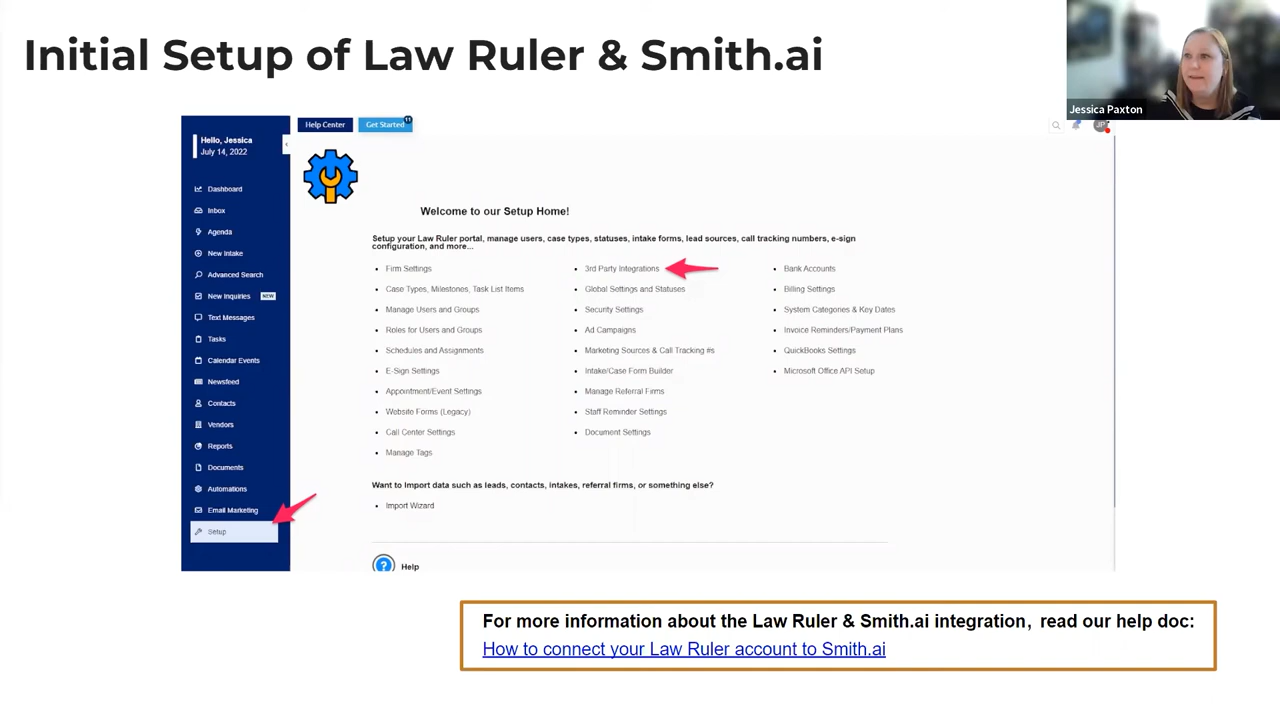 Initial Setup of Law Ruler & Smith.ai
Jessica Paxton
Hello, Jessica
July 14, 2022
Help Center
Get Started
11
JP
Dashboard
Inbox
Agenda
New Intake
Advanced Search
New Inquiries NEW
Text Messages
Tasks
Calendar Events
Newsfeed
Contacts
Vendors
Reports
Documents
Automations
Email Marketing
Setup
Welcome to our Setup Home!
Setup your Law Ruler portal, manage users, case types, statuses, intake forms, lead sources, call tracking numbers, e-sign
configuration, and more...
Firm Settings
Case Types, Milestones, Task List Items
Manage Users and Groups
Roles for Users and Groups
Schedules and Assignments
E-Sign Settings
Appointment/Event Settings
Website Forms (Legacy)
Call Center Settings
Manage Tags
3rd Party Integrations
Global Settings and Statuses
Security Settings
Ad Campaigns
Marketing Sources & Call Tracking #s
Intake/Case Form Builder
Manage Referral Firms
Staff Reminder Settings
Document Settings
Bank Accounts
Billing Settings
System Categories & Key Dates
Invoice Reminders/Payment Plans
QuickBooks Settings
Microsoft Office API Setup
Want to Import data such as leads, contacts, intakes, referral firms, or something else?
Import Wizard
? Help
For more information about the Law Ruler & Smith.ai integration, read our help doc:
How to connect your Law Ruler account to Smith.ai